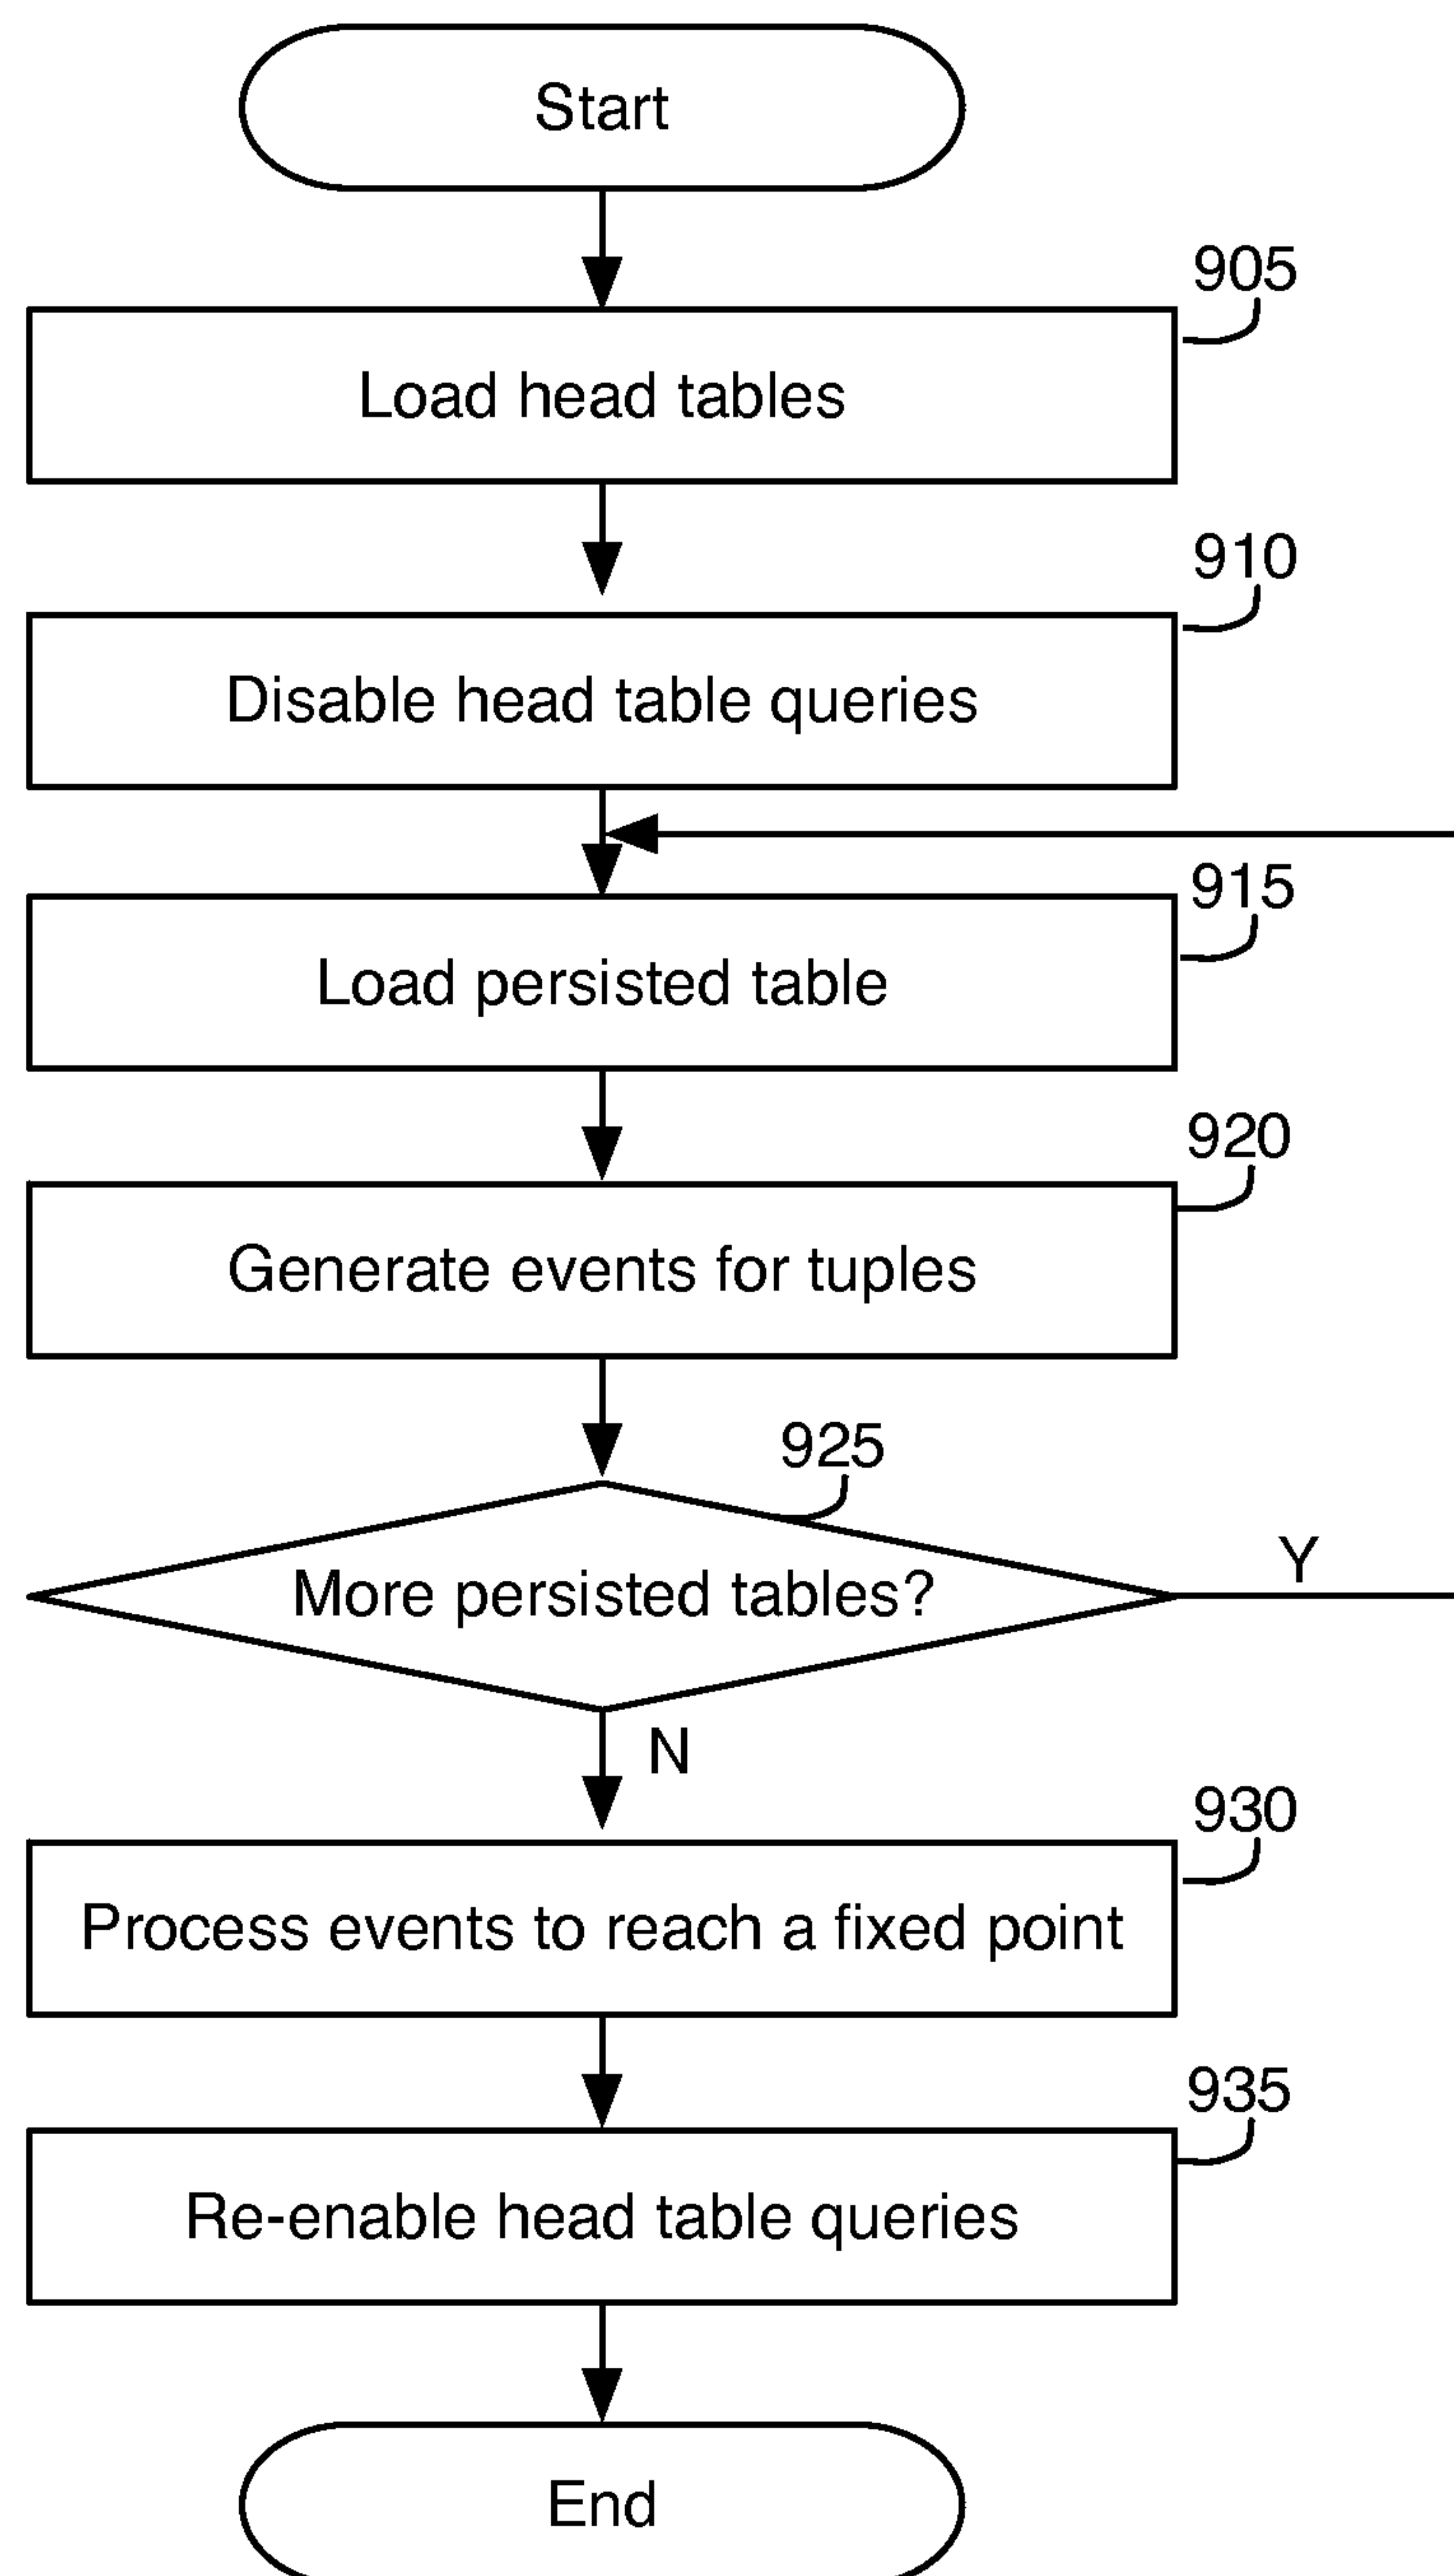 Start
905
Load head tables
910
Disable head table queries
915
Load persisted table
920
Generate events for tuples
925
More persisted tables?
Y
N
930
Process events to reach a fixed point
935
Re-enable head table queries
End